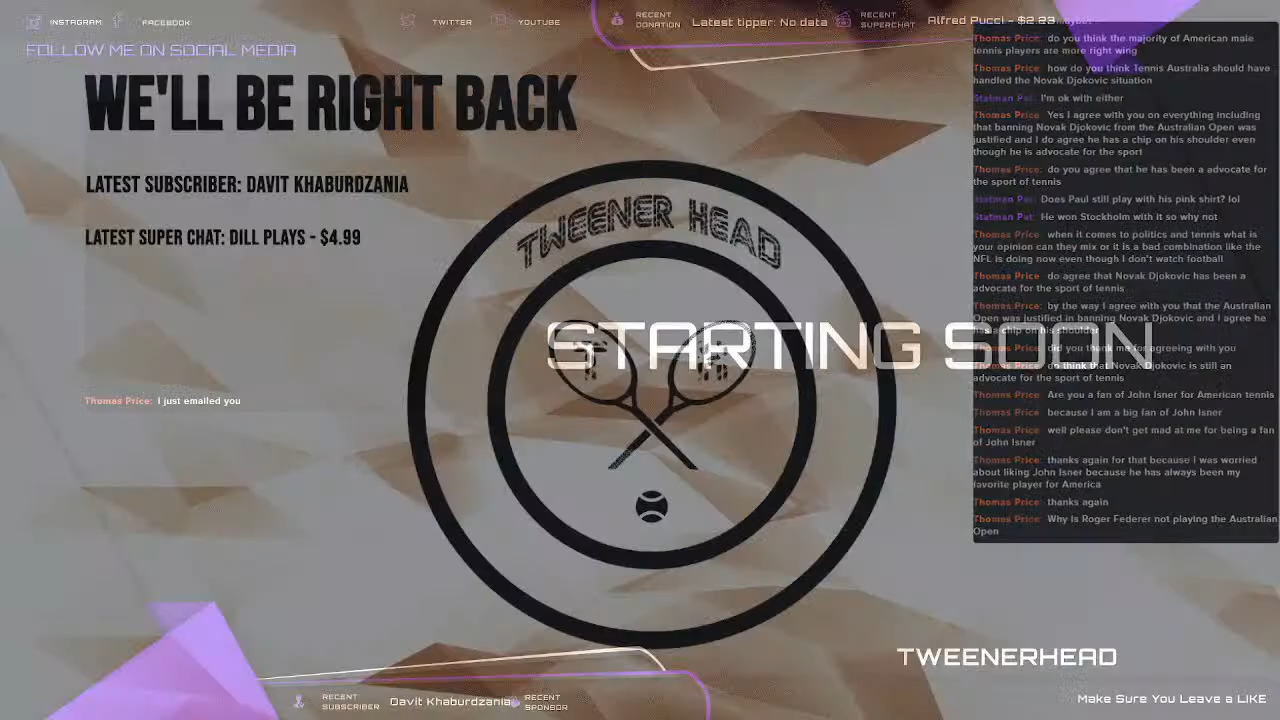 INSTAGRAM
FACEBOOK
TWITTER
YOUTUBE
RECENT
DONATION
Latest tipper: No data
RECENT
SUPERCHAT
Alfred Pucci - $2.23
FOLLOW ME ON SOCIAL MEDIA
WE'LL BE RIGHT BACK
LATEST SUBSCRIBER: DAVIT KHABURDZANIA
LATEST SUPER CHAT: DILL PLAYS - $4.99
Thomas Price: I just emailed you
TWEENER HEAD
STARTING SOON
Thomas Price: do you think the majority of American male
tennis players are more right wing
Thomas Price: how do you think Tennis Australia should have
handled the Novak Djokovic situation
Statman Pat: I'm ok with either
Thomas Price: Yes I agree with you on everything including
that banning Novak Djokovic from the Australian Open was
justified and I do agree he has a chip on his shoulder even
though he is advocate for the sport
Thomas Price: do you agree that he has been a advocate for
the sport of tennis
Statman Pat: Does Paul still play with his pink shirt? lol
Statman Pat: He won Stockholm with it so why not
Thomas Price: when it comes to politics and tennis what is
your opinion can they mix or it is a bad combination like the
NFL is doing now even though I don't watch football
Thomas Price: do agree that Novak Djokovic has been a
advocate for the sport of tennis
Thomas Price: by the way I agree with you that the Australian
Open was justified in banning Novak Djokovic and I agree he
has a chip on his shoulder
Thomas Price: did you thank me for agreeing with you
Thomas Price: do think that Novak Djokovic is still an
advocate for the sport of tennis
Thomas Price: Are you a fan of John Isner for American tennis
Thomas Price: because I am a big fan of John Isner
Thomas Price: well please don't get mad at me for being a fan
of John Isner
Thomas Price: thanks again for that because I was worried
about liking John Isner because he has always been my
favorite player for America
Thomas Price: thanks again
Thomas Price: Why is Roger Federer not playing the Australian
Open
TWEENERHEAD
Make Sure You Leave a LIKE
RECENT
SUBSCRIBER
Davit Khaburdzania
RECENT
SPONSOR